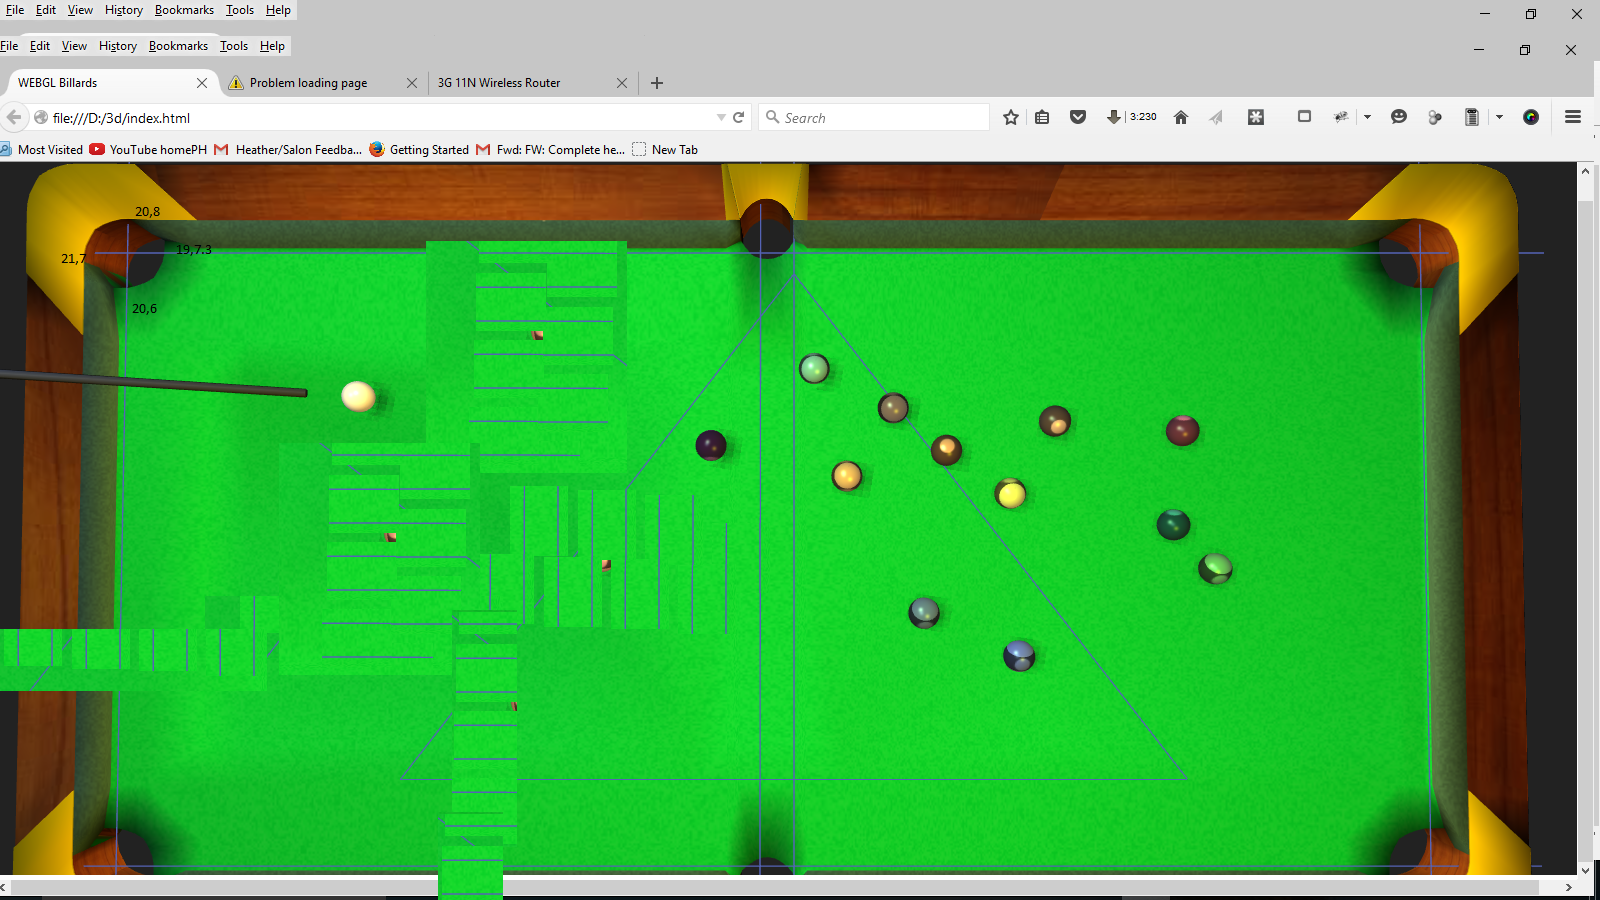 File Edit View History Bookmarks Tools Help
File Edit View History Bookmarks Tools Help
WEBGL Billards
Problem loading page
3G 11N Wireless Router
file:///D:/3d/index.html
Search
3:230
Most Visited
YouTube homePH
Heather/Salon Feedba...
Getting Started
Fwd: FW: Complete he...
New Tab
20,8
19,7.3
21,7
20,6